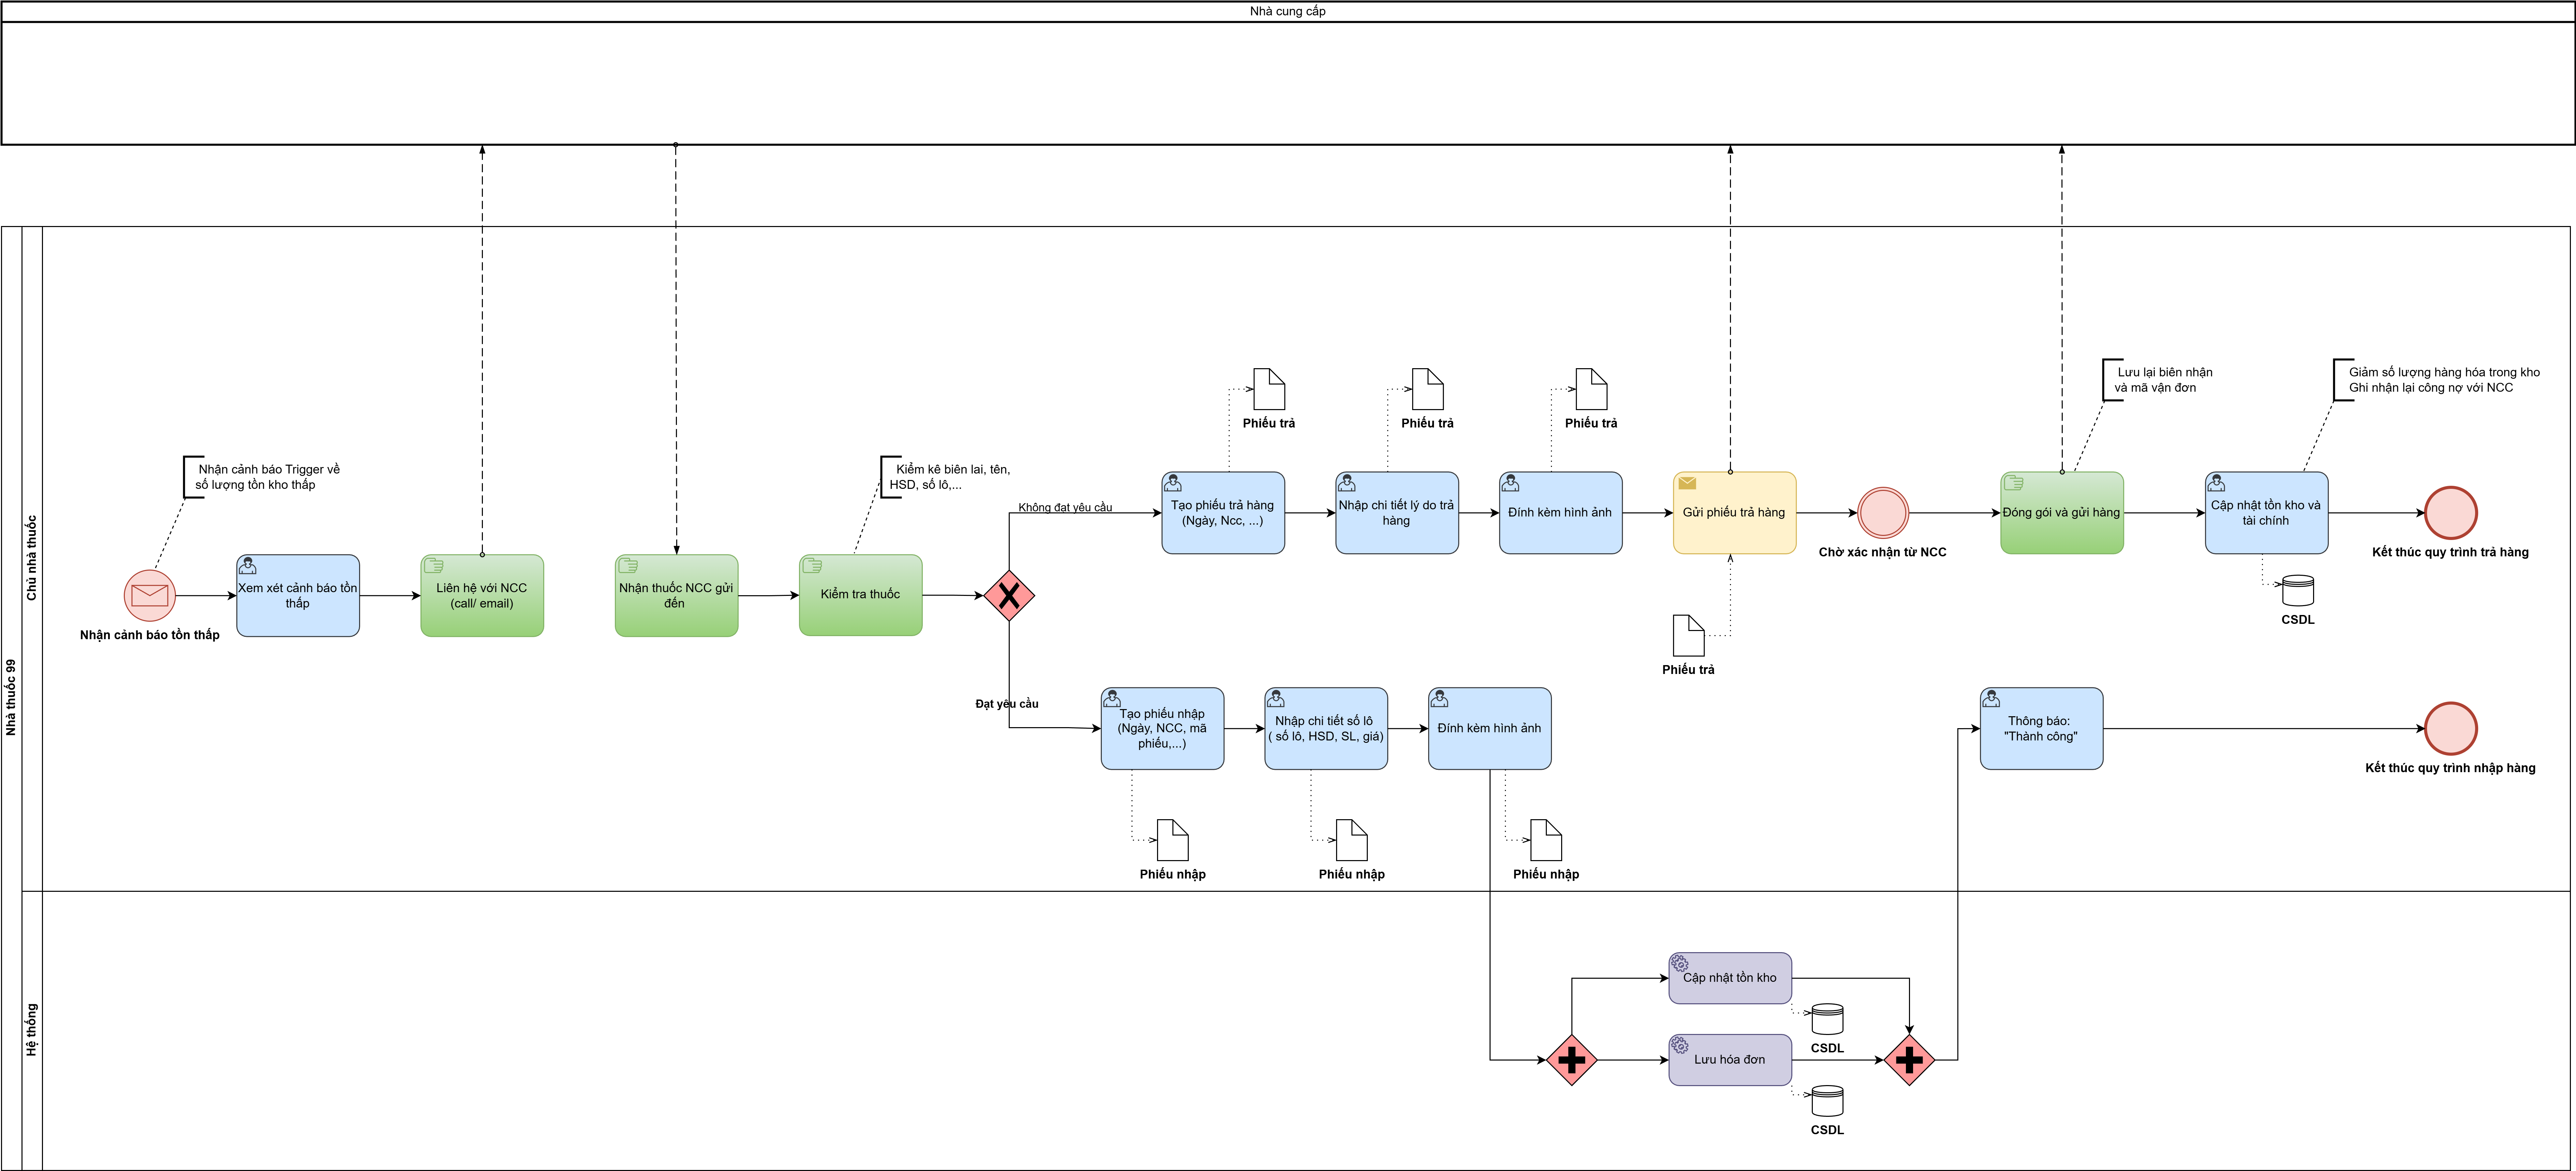 Nhà cung cấp
Nhà thuốc 99
Chủ nhà thuốc
Hệ thống
Nhận cảnh báo Trigger về
số lượng tồn kho thấp
Nhận cảnh báo tồn thấp
Xem xét cảnh báo tồn
thấp
Liên hệ với NCC
(call/ email)
Nhận thuốc NCC gửi
đến
Kiểm kê biên lai, tên,
HSD, số lô,...
Kiểm tra thuốc
Không đạt yêu cầu
Đạt yêu cầu
Phiếu trả
Phiếu trả
Phiếu trả
Tạo phiếu trả hàng
(Ngày, Ncc, ...)
Nhập chi tiết lý do trả
hàng
Đính kèm hình ảnh
Gửi phiếu trả hàng
Phiếu trả
Chờ xác nhận từ NCC
Lưu lại biên nhận
và mã vận đơn
Đóng gói và gửi hàng
Giảm số lượng hàng hóa trong kho
Ghi nhận lại công nợ với NCC
Cập nhật tồn kho và
tài chính
CSDL
Kết thúc quy trình trả hàng
Tạo phiếu nhập
(Ngày, NCC, mã
phiếu,...)
Nhập chi tiết số lô
( số lô, HSD, SL, giá)
Đính kèm hình ảnh
Phiếu nhập
Phiếu nhập
Phiếu nhập
Thông báo:
"Thành công"
Kết thúc quy trình nhập hàng
Cập nhật tồn kho
CSDL
Lưu hóa đơn
CSDL